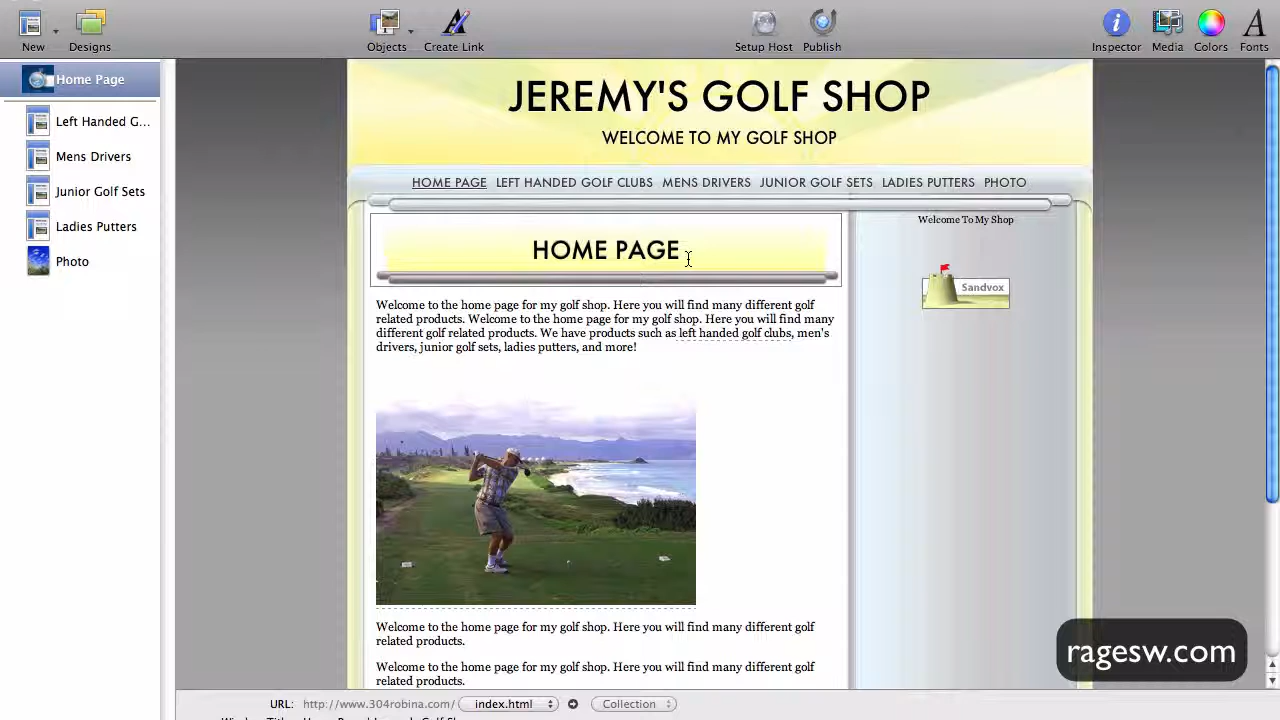 New
Designs
Objects
Create Link
Setup Host
Publish
Inspector
Media
Colors
Fonts
Home Page
Left Handed G...
Mens Drivers
Junior Golf Sets
Ladies Putters
Photo
JEREMY'S GOLF SHOP
WELCOME TO MY GOLF SHOP
HOME PAGE LEFT HANDED GOLF CLUBS MENS DRIVERS JUNIOR GOLF SETS LADIES PUTTERS PHOTO
HOME PAGE
Welcome to the home page for my golf shop. Here you will find many different golf
related products. Welcome to the home page for my golf shop. Here you will find many
different golf related products. We have products such as left handed golf clubs, men's
drivers, junior golf sets, ladies putters, and more!
Welcome to the home page for my golf shop. Here you will find many different golf
related products.
Welcome to the home page for my golf shop. Here you will find many different golf
related products.
Welcome To My Shop
Sandvox
ragesw.com
URL: http://www.304robina.com/ index.html Collection